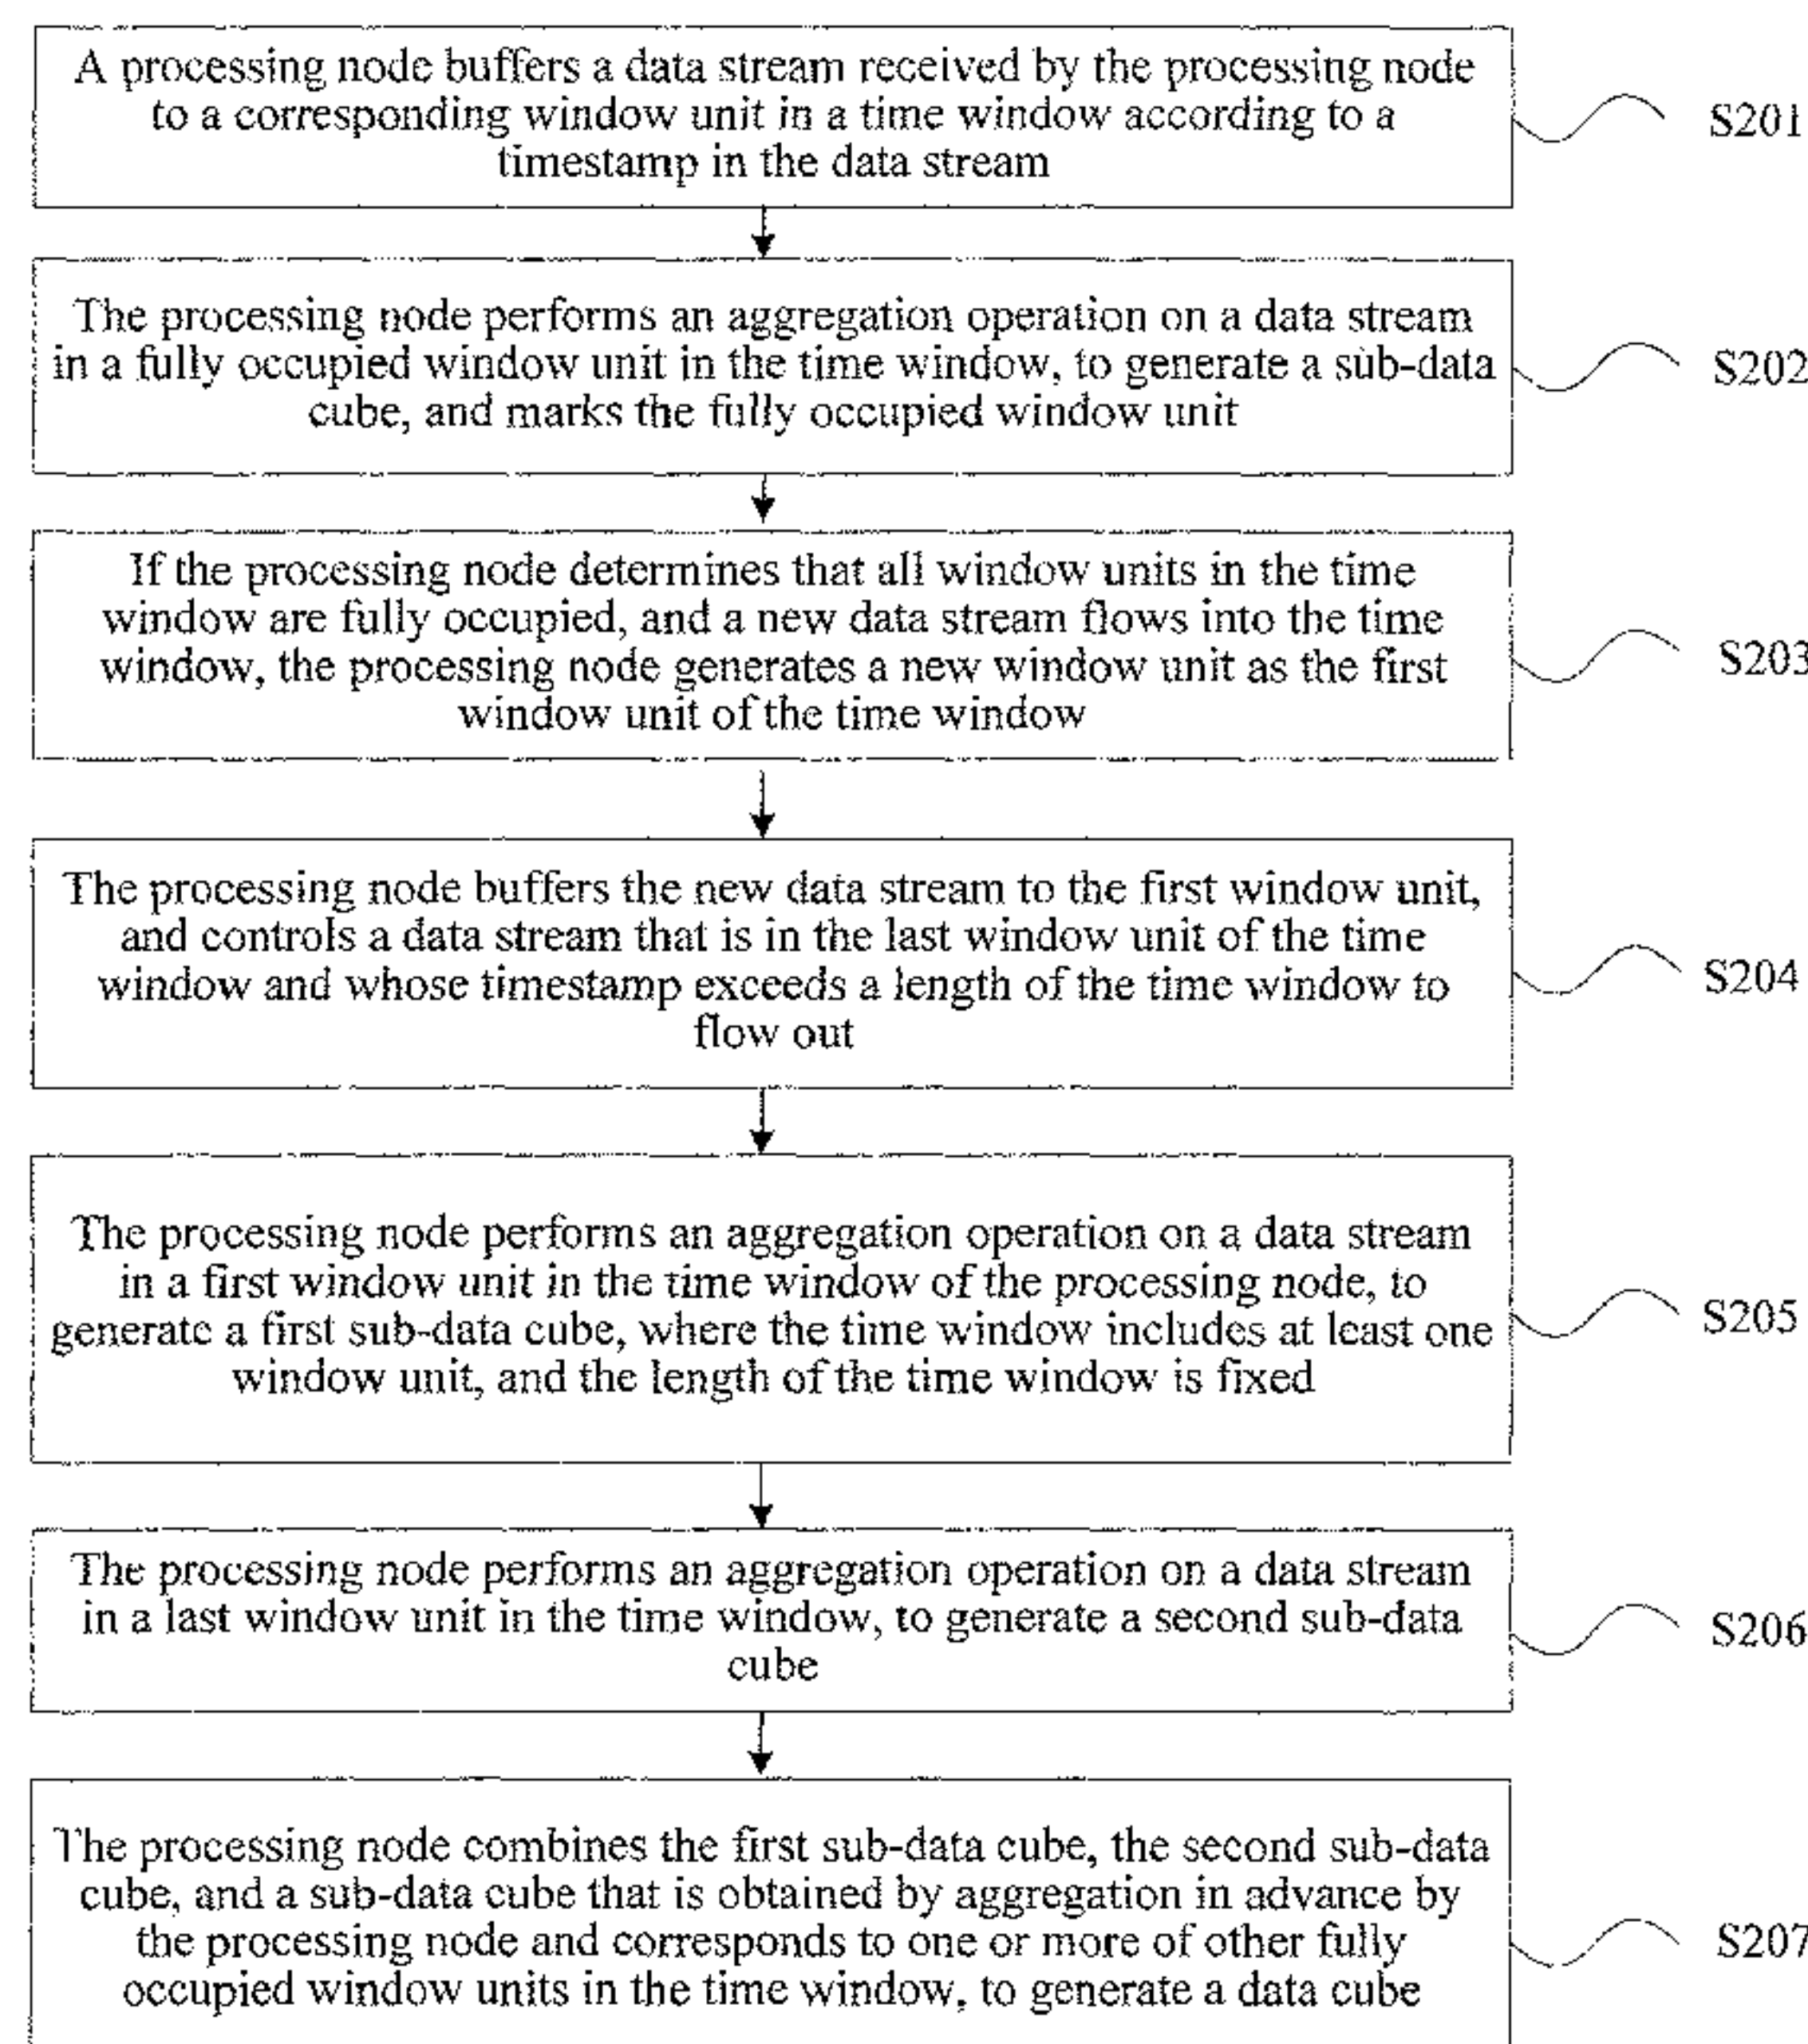 A processing node buffers a data stream received by the processing node
to a corresponding window unit in a time window according to a
timestamp in the data stream
S201
The processing node performs an aggregation operation on a data stream
in a fully occupied window unit in the time window, to generate a sub-data
cube, and marks the fully occupied window unit
S202
If the processing node determines that all window units in the time
window are fully occupied, and a new data stream flows into the time
window, the processing node generates a new window unit as the first
window unit of the time window
S203
The processing node buffers the new data stream to the first window unit,
and controls a data stream that is in the last window unit of the time
window and whose timestamp exceeds a length of the time window to
flow out
S204
The processing node performs an aggregation operation on a data stream
in a first window unit in the time window of the processing node, to
generate a first sub-data cube, where the time window includes at least one
window unit, and the length of the time window is fixed
S205
The processing node performs an aggregation operation on a data stream
in a last window unit in the time window, to generate a second sub-data
cube
S206
The processing node combines the first sub-data cube, the second sub-data
cube, and a sub-data cube that is obtained by aggregation in advance by
the processing node and corresponds to one or more of other fully
occupied window units in the time window, to generate a data cube
S207